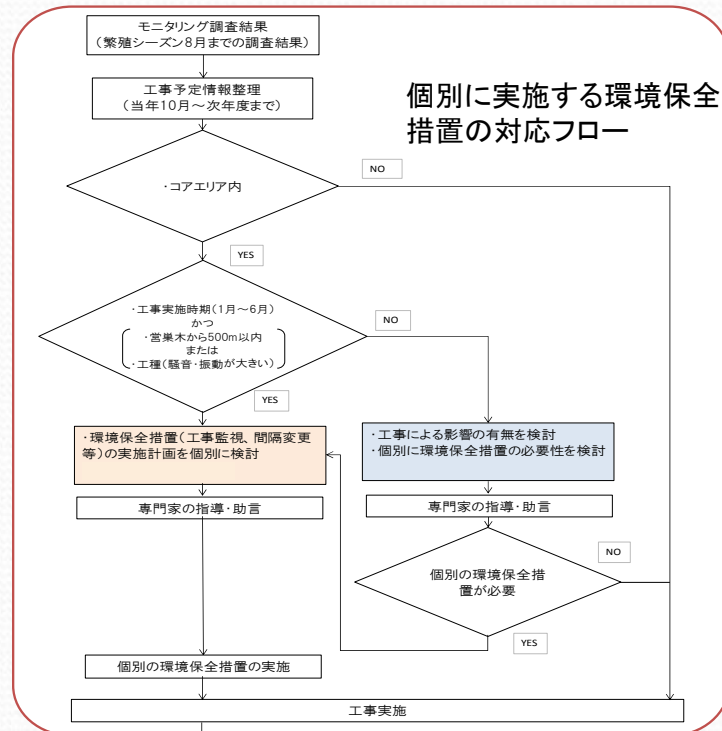 モニタリング調査結果
（繁殖シーズン8月までの調査結果）
工事予定情報整理
（当年10月～次年度まで）
個別に実施する環境保全
措置の対応フロー
・コアエリア内
NO
YES
・工事実施時期（1月～6月）
かつ
・営巣木から500m以内
または
・工種（騒音・振動が大きい）
NO
YES
・環境保全措置（工事監視、間隔変更
等）の実施計画を個別に検討
・工事による影響の有無を検討
・個別に環境保全措置の必要性を検討
専門家の指導・助言
専門家の指導・助言
個別の環境保全措
置が必要
NO
YES
個別の環境保全措置の実施
工事実施